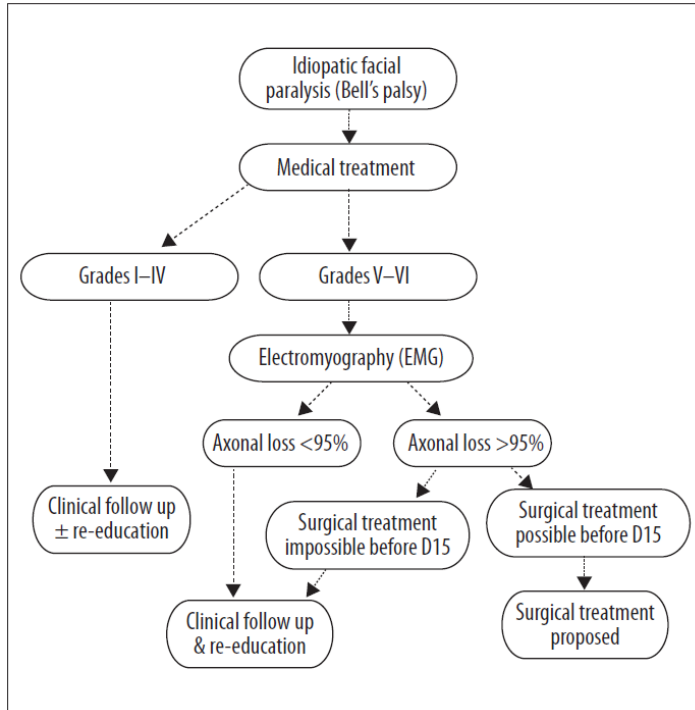 Idiopatic facial
paralysis (Bell's palsy)
Medical treatment
Grades I–IV
Grades V–VI
Electromyography (EMG)
Axonal loss <95%
Axonal loss >95%
Clinical follow up
± re-education
Surgical treatment
impossible before D15
Surgical treatment
possible before D15
Clinical follow up
& re-education
Surgical treatment
proposed